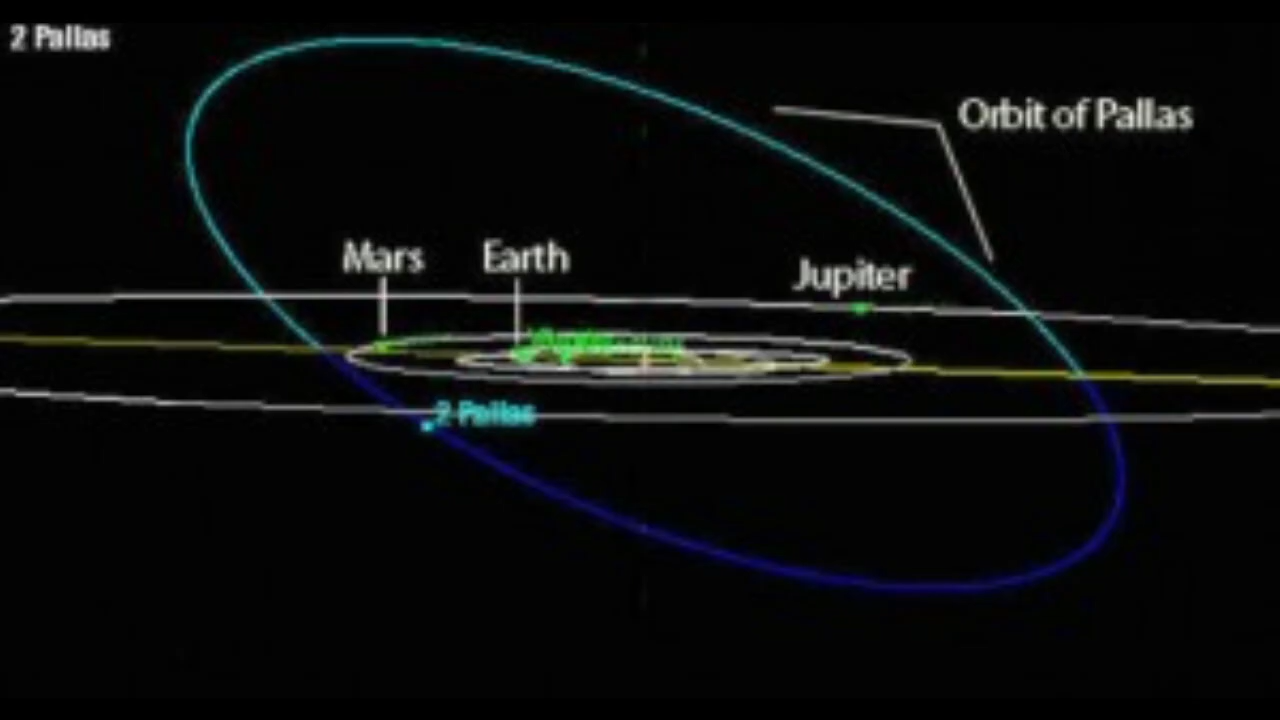 2 Pallas
Orbit of Pallas
Mars
Earth
Jupiter
2 Pallas